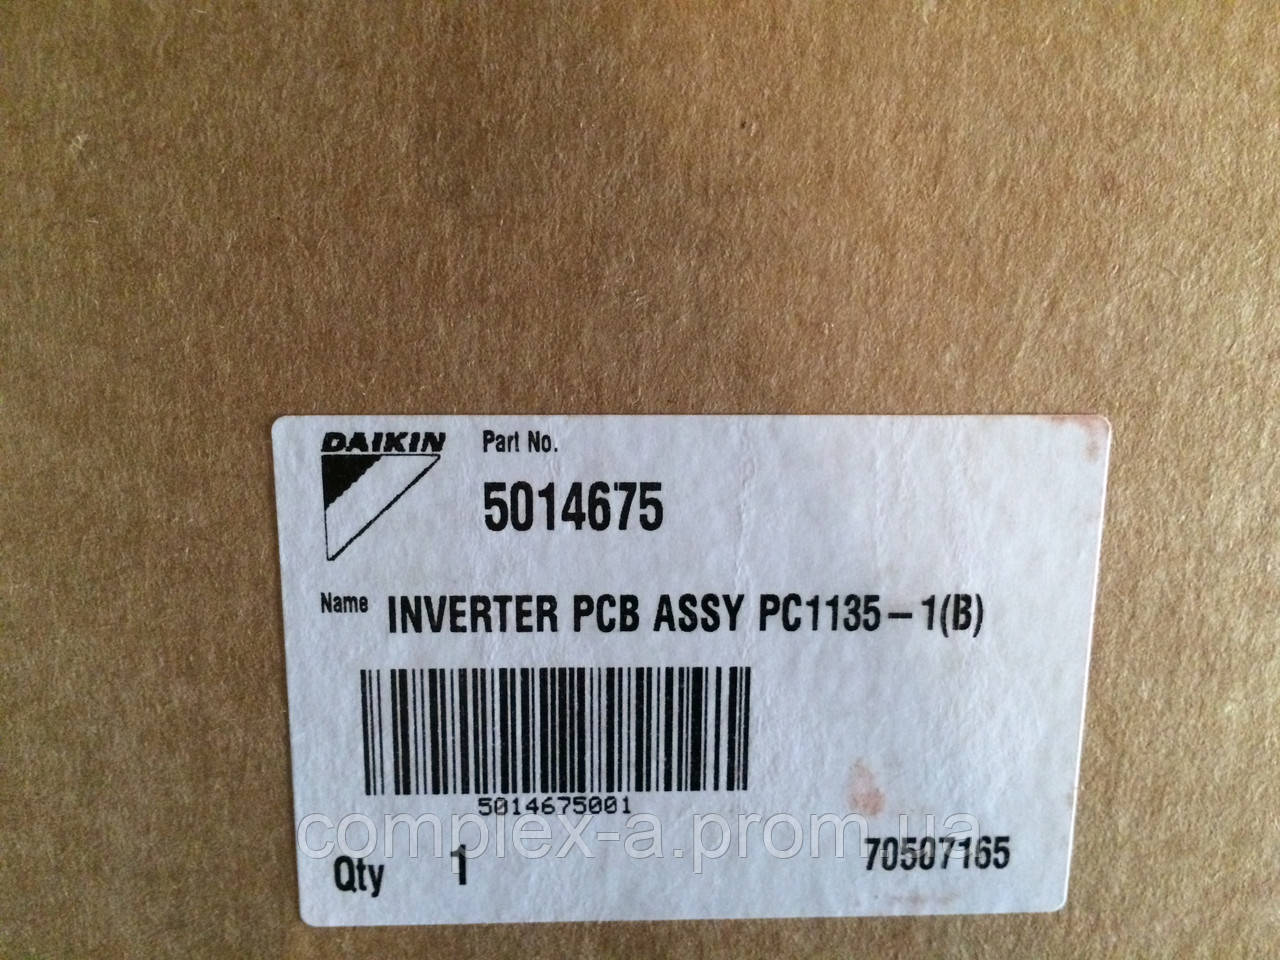 DAIKIN
Part No.
5014675
Name INVERTER PCB ASSY PC1135-1(B)
5014675001
complex-a.prom.ua
Qty 1 70507165